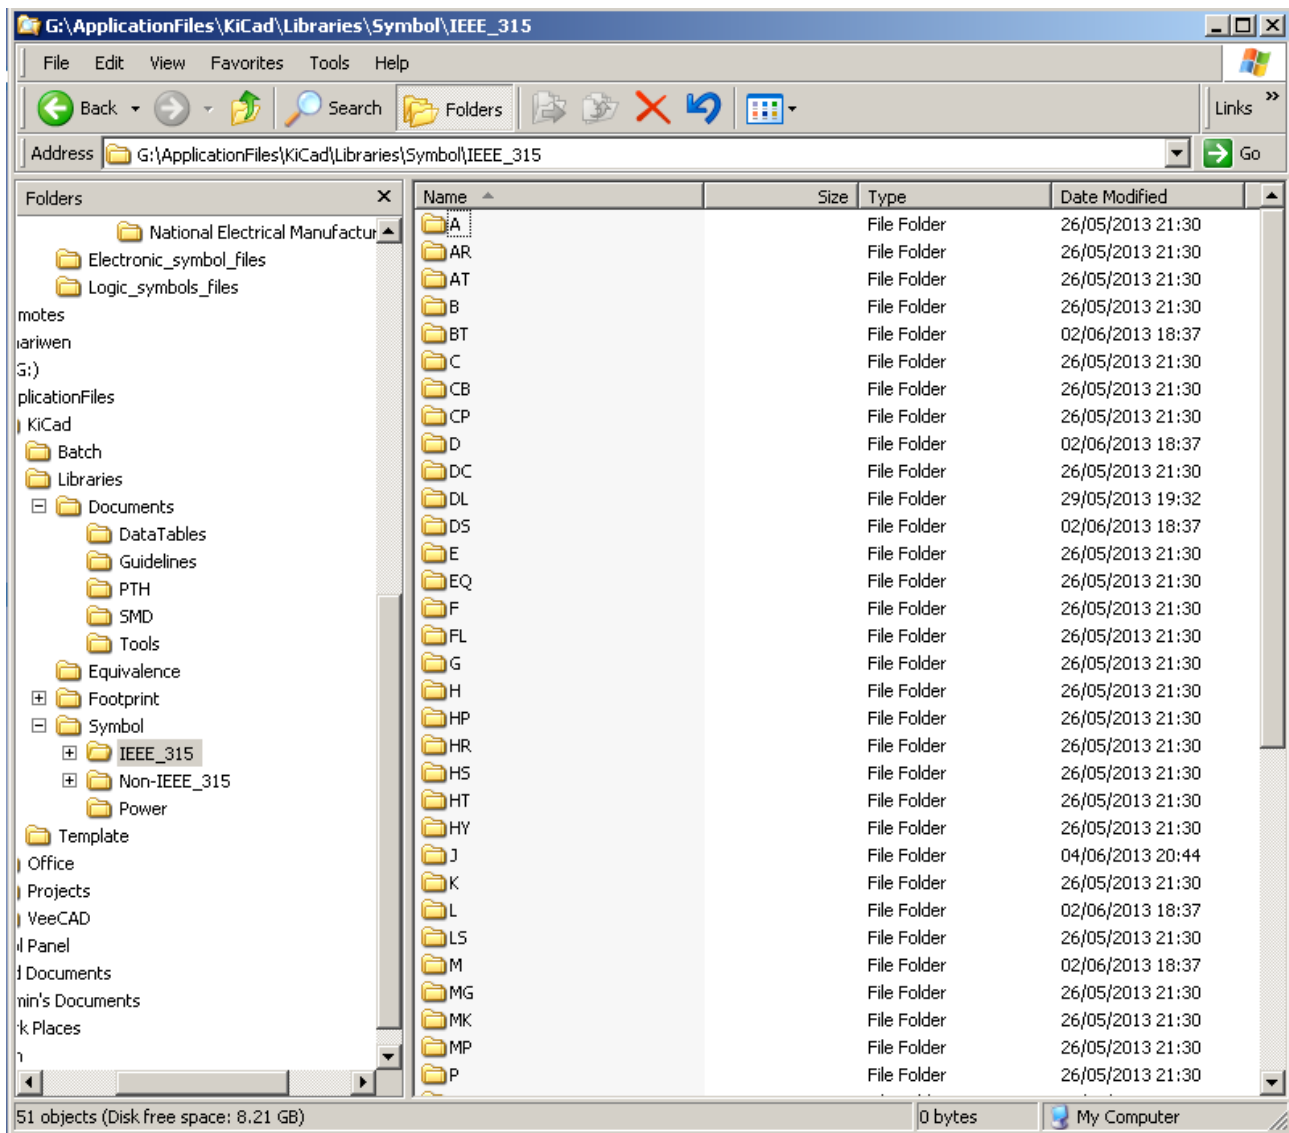 G:\ApplicationFiles\KiCad\Libraries\Symbol\IEEE_315
File Edit View Favorites Tools Help
Back Search Folders Links »
Address G:\ApplicationFiles\KiCad\Libraries\Symbol\IEEE_315 Go
Folders
National Electrical Manufactur
Electronic_symbol_files
Logic_symbols_files
motes
ariwen
G:)
plicationFiles
KiCad
Batch
Libraries
Documents
DataTables
Guidelines
PTH
SMD
Tools
Equivalence
Footprint
Symbol
IEEE_315
Non-IEEE_315
Power
Template
Office
Projects
VeeCAD
l Panel
d Documents
min's Documents
rk Places
Name Size Type Date Modified
A File Folder 26/05/2013 21:30
AR File Folder 26/05/2013 21:30
AT File Folder 26/05/2013 21:30
B File Folder 26/05/2013 21:30
BT File Folder 02/06/2013 18:37
C File Folder 26/05/2013 21:30
CB File Folder 26/05/2013 21:30
CP File Folder 26/05/2013 21:30
D File Folder 02/06/2013 18:37
DC File Folder 26/05/2013 21:30
DL File Folder 29/05/2013 19:32
DS File Folder 02/06/2013 18:37
E File Folder 26/05/2013 21:30
EQ File Folder 26/05/2013 21:30
F File Folder 26/05/2013 21:30
FL File Folder 26/05/2013 21:30
G File Folder 26/05/2013 21:30
H File Folder 26/05/2013 21:30
HP File Folder 26/05/2013 21:30
HR File Folder 26/05/2013 21:30
HS File Folder 26/05/2013 21:30
HT File Folder 26/05/2013 21:30
HY File Folder 26/05/2013 21:30
J File Folder 04/06/2013 20:44
K File Folder 26/05/2013 21:30
L File Folder 02/06/2013 18:37
LS File Folder 26/05/2013 21:30
M File Folder 02/06/2013 18:37
MG File Folder 26/05/2013 21:30
MK File Folder 26/05/2013 21:30
MP File Folder 26/05/2013 21:30
P File Folder 26/05/2013 21:30
51 objects (Disk free space: 8.21 GB) 0 bytes My Computer